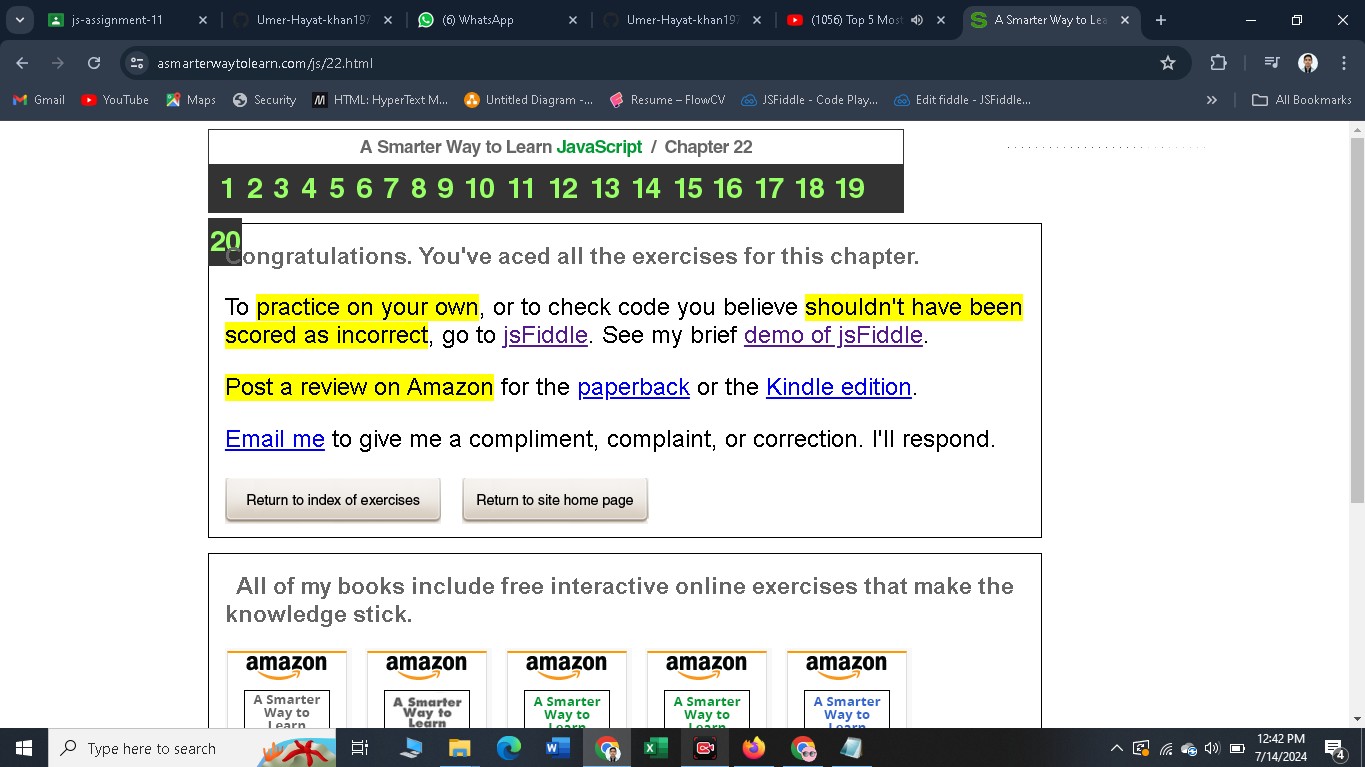 js-assignment-11
Umer-Hayat-khan197
(6) WhatsApp
Umer-Hayat-khan197
(1056) Top 5 Most
A Smarter Way to Lea
asmarterwaytolearn.com/js/22.html
Gmail
YouTube
Maps
Security
HTML: HyperText M...
Untitled Diagram -...
Resume – FlowCV
JSFiddle - Code Play...
Edit fiddle - JSFiddle...
All Bookmarks
A Smarter Way to Learn JavaScript / Chapter 22
1 2 3 4 5 6 7 8 9 10 11 12 13 14 15 16 17 18 19
20
Congratulations. You've aced all the exercises for this chapter.
To practice on your own, or to check code you believe shouldn't have been
scored as incorrect, go to jsFiddle. See my brief demo of jsFiddle.
Post a review on Amazon for the paperback or the Kindle edition.
Email me to give me a compliment, complaint, or correction. I'll respond.
Return to index of exercises
Return to site home page
All of my books include free interactive online exercises that make the
knowledge stick.
amazon amazon amazon amazon amazon
A Smarter A Smarter A Smarter A Smarter A Smarter
Way to Way to Way to Way to Way to
Learn Learn Learn Learn Learn
Type here to search
12:42 PM
7/14/2024
4